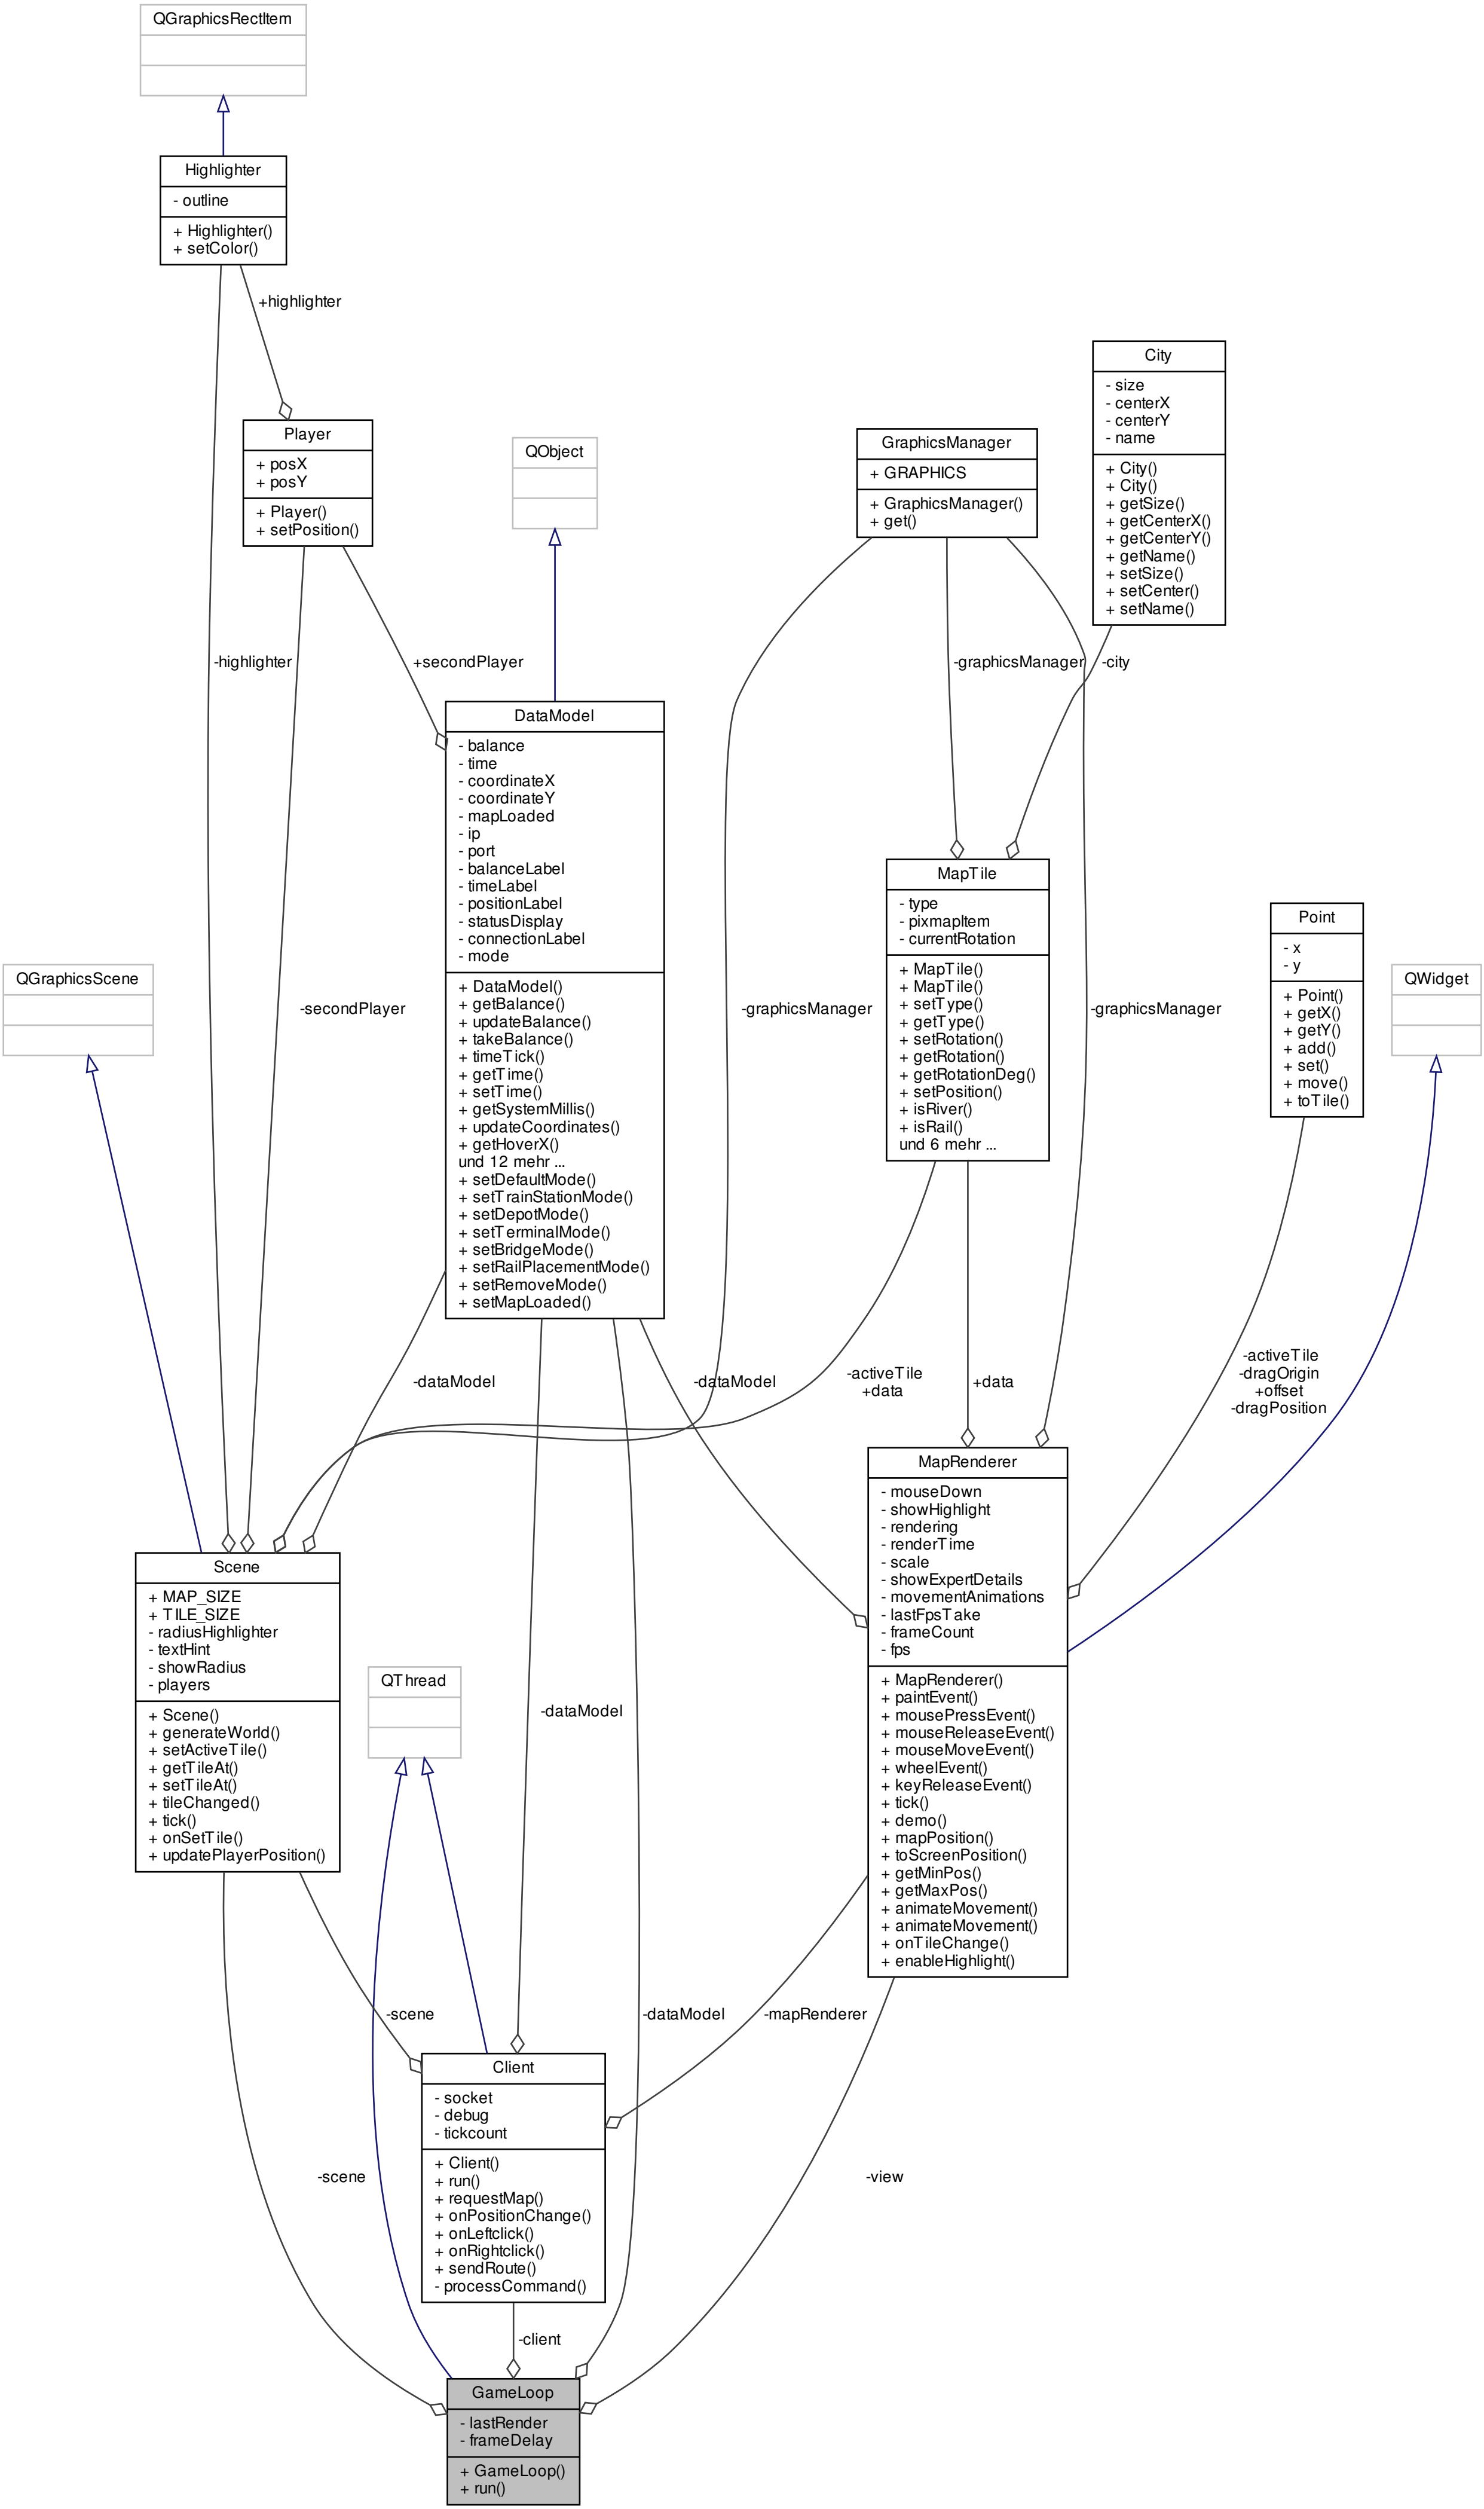 QGraphicsRectItem
Highlighter
- outline
+ Highlighter()
+ setColor()
+highlighter
City
- size
- centerX
- centerY
- name
+ City()
+ City()
+ getSize()
+ getCenterX()
+ getCenterY()
+ getName()
+ setSize()
+ setCenter()
+ setName()
Player
+ posX
+ posY
+ Player()
+ setPosition()
QObject
GraphicsManager
+ GRAPHICS
+ GraphicsManager()
+ get()
-highlighter
+secondPlayer
-graphicsManager
-city
DataModel
- balance
- time
- coordinateX
- coordinateY
- mapLoaded
- ip
- port
- balanceLabel
- timeLabel
- positionLabel
- statusDisplay
- connectionLabel
- mode
+ DataModel()
+ getBalance()
+ updateBalance()
+ takeBalance()
+ timeTick()
+ getTime()
+ setTime()
+ getSystemMillis()
+ updateCoordinates()
+ getHoverX()
und 12 mehr ...
+ setDefaultMode()
+ setTrainStationMode()
+ setDepotMode()
+ setTerminalMode()
+ setBridgeMode()
+ setRailPlacementMode()
+ setRemoveMode()
+ setMapLoaded()
MapTile
- type
- pixmapItem
- currentRotation
+ MapTile()
+ MapTile()
+ setType()
+ getType()
+ setRotation()
+ getRotation()
+ getRotationDeg()
+ setPosition()
+ isRiver()
+ isRail()
und 6 mehr ...
Point
- x
- y
+ Point()
+ getX()
+ getY()
+ add()
+ set()
+ move()
+ toTile()
QGraphicsScene
QWidget
-secondPlayer
-graphicsManager
-graphicsManager
-dataModel
-dataModel
-activeTile
+data
+data
-activeTile
-dragOrigin
+offset
-dragPosition
Scene
+ MAP_SIZE
+ TILE_SIZE
- radiusHighlighter
- textHint
- showRadius
- players
+ Scene()
+ generateWorld()
+ setActiveTile()
+ getTileAt()
+ setTileAt()
+ tileChanged()
+ tick()
+ onSetTile()
+ updatePlayerPosition()
QThread
-dataModel
MapRenderer
- mouseDown
- showHighlight
- rendering
- renderTime
- scale
- showExpertDetails
- movementAnimations
- lastFpsTake
- frameCount
- fps
+ MapRenderer()
+ paintEvent()
+ mousePressEvent()
+ mouseReleaseEvent()
+ mouseMoveEvent()
+ wheelEvent()
+ keyReleaseEvent()
+ tick()
+ demo()
+ mapPosition()
+ toScreenPosition()
+ getMinPos()
+ getMaxPos()
+ animateMovement()
+ animateMovement()
+ onTileChange()
+ enableHighlight()
-scene
-dataModel
-mapRenderer
Client
- socket
- debug
- tickcount
+ Client()
+ run()
+ requestMap()
+ onPositionChange()
+ onLeftclick()
+ onRightclick()
+ sendRoute()
- processCommand()
-scene
-view
-client
GameLoop
- lastRender
- frameDelay
+ GameLoop()
+ run()